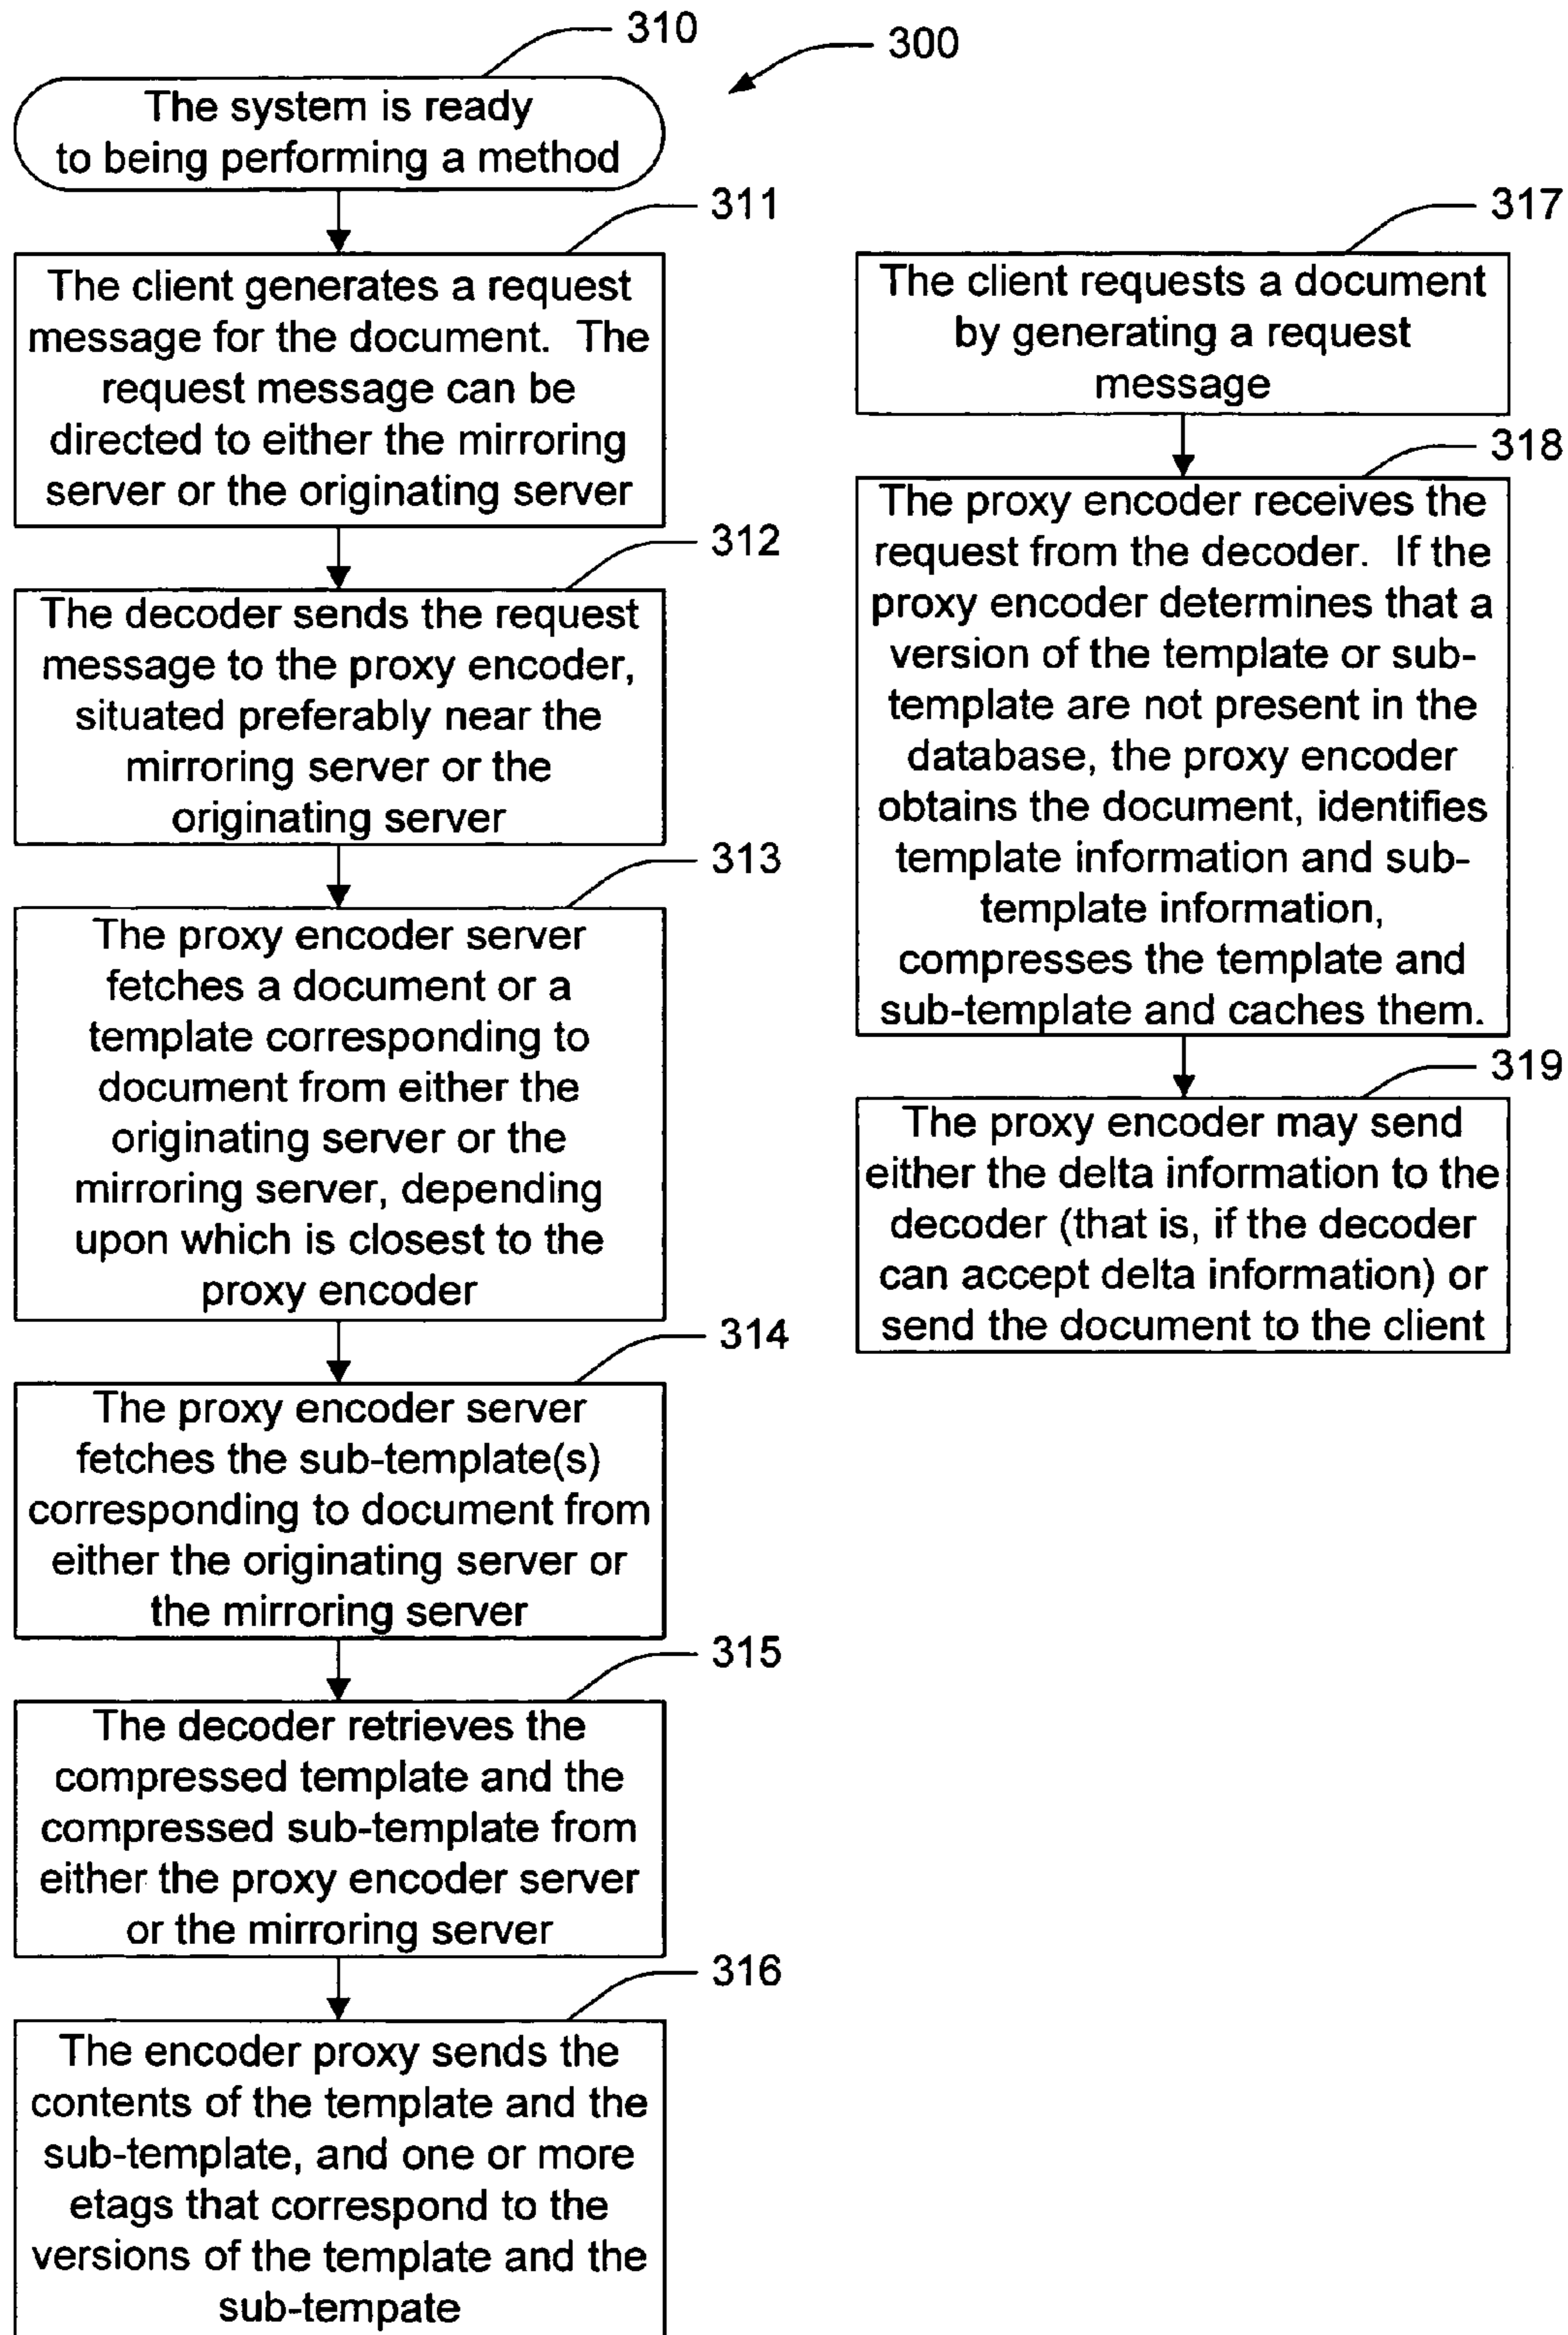 310
300
The system is ready
to being performing a method
311
The client generates a request
message for the document. The
request message can be
directed to either the mirroring
server or the originating server
312
The decoder sends the request
message to the proxy encoder,
situated preferably near the
mirroring server or the
originating server
313
The proxy encoder server
fetches a document or a
template corresponding to
document from either the
originating server or the
mirroring server, depending
upon which is closest to the
proxy encoder
314
The proxy encoder server
fetches the sub-template(s)
corresponding to document from
either the originating server or
the mirroring server
315
The decoder retrieves the
compressed template and the
compressed sub-template from
either the proxy encoder server
or the mirroring server
316
The encoder proxy sends the
contents of the template and the
sub-template, and one or more
etags that correspond to the
versions of the template and the
sub-tempate
317
The client requests a document
by generating a request
message
318
The proxy encoder receives the
request from the decoder. If the
proxy encoder determines that a
version of the template or sub-
template are not present in the
database, the proxy encoder
obtains the document, identifies
template information and sub-
template information,
compresses the template and
sub-template and caches them.
319
The proxy encoder may send
either the delta information to the
decoder (that is, if the decoder
can accept delta information) or
send the document to the client